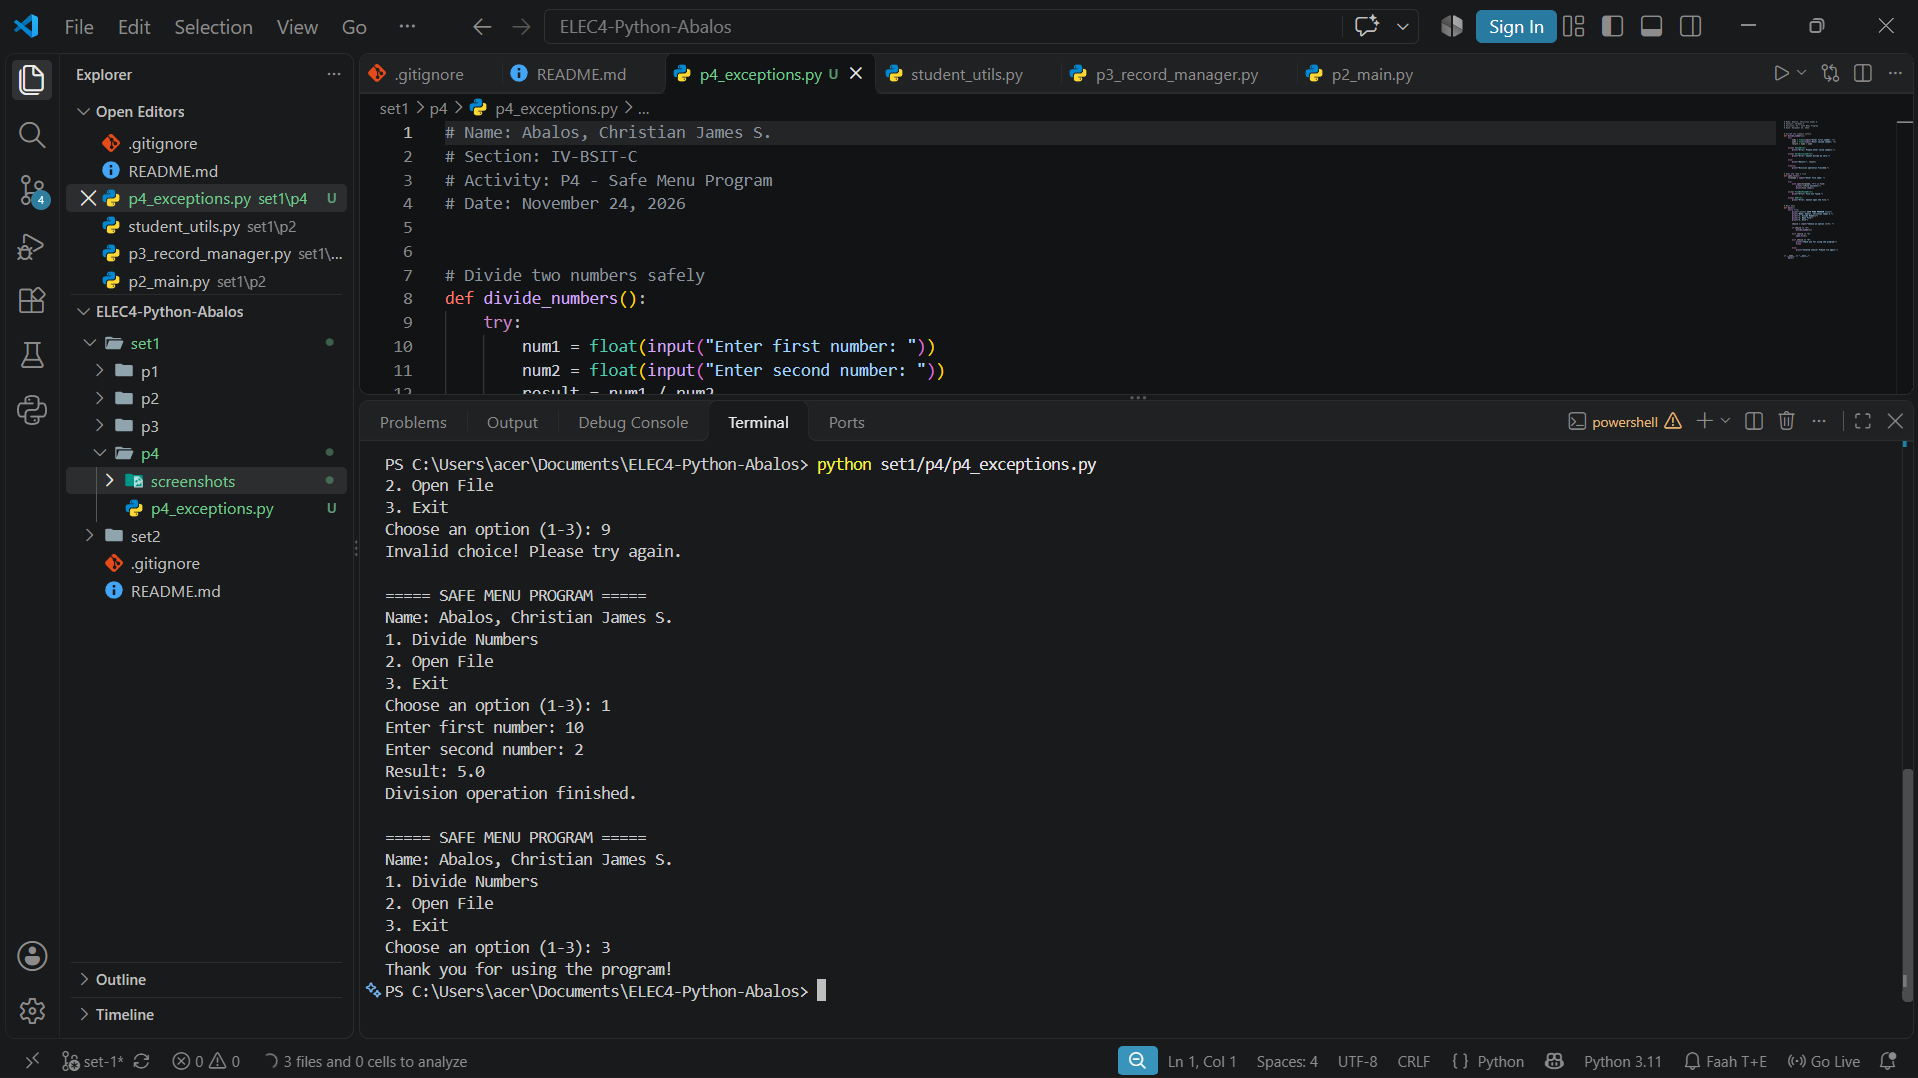 File Edit Selection View Go ··· ELEC4-Python-Abalos Sign In
Explorer ···
Open Editors
.gitignore
README.md
p4_exceptions.py set1\p4 U
student_utils.py set1\p2
p3_record_manager.py set1\...
p2_main.py set1\p2
ELEC4-Python-Abalos
set1
p1
p2
p3
p4
screenshots
p4_exceptions.py U
set2
.gitignore
README.md
Outline
Timeline
4
.gitignore README.md p4_exceptions.py U student_utils.py p3_record_manager.py p2_main.py
set1 > p4 > p4_exceptions.py > ...
1 # Name: Abalos, Christian James S.
2 # Section: IV-BSIT-C
3 # Activity: P4 - Safe Menu Program
4 # Date: November 24, 2026
5
6
7 # Divide two numbers safely
8 def divide_numbers():
9 try:
10 num1 = float(input("Enter first number: "))
11 num2 = float(input("Enter second number: "))
12 result = num1 / num2
Problems Output Debug Console Terminal Ports powershell
PS C:\Users\acer\Documents\ELEC4-Python-Abalos> python set1/p4/p4_exceptions.py
2. Open File
3. Exit
Choose an option (1-3): 9
Invalid choice! Please try again.
===== SAFE MENU PROGRAM =====
Name: Abalos, Christian James S.
1. Divide Numbers
2. Open File
3. Exit
Choose an option (1-3): 1
Enter first number: 10
Enter second number: 2
Result: 5.0
Division operation finished.
===== SAFE MENU PROGRAM =====
Name: Abalos, Christian James S.
1. Divide Numbers
2. Open File
3. Exit
Choose an option (1-3): 3
Thank you for using the program!
PS C:\Users\acer\Documents\ELEC4-Python-Abalos>
set-1* 0 0 3 files and 0 cells to analyze Ln 1, Col 1 Spaces: 4 UTF-8 CRLF { } Python Python 3.11 Faah T+E Go Live